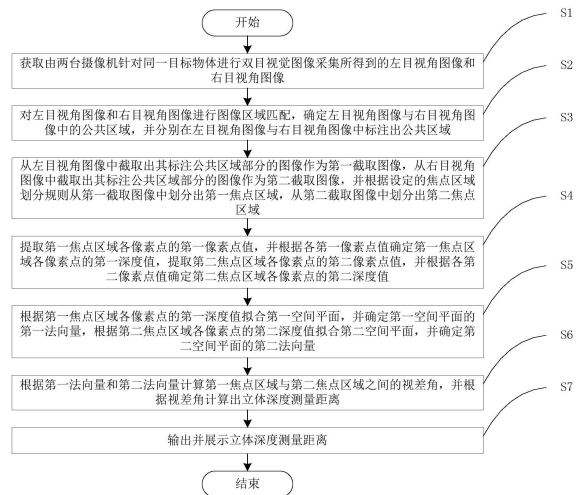 开始
S1
获取由两台摄像机针对同一目标物体进行双目视觉图像采集所得到的左目视角图像和
右目视角图像
S2
对左目视角图像和右目视角图像进行图像区域匹配，确定左目视角图像与右目视角图
像中的公共区域，并分别在左目视角图像与右目视角图像中标注出公共区域
S3
从左目视角图像中截取出其标注公共区域部分的图像作为第一截取图像，从右目视角
图像中截取出其标注公共区域部分的图像作为第二截取图像，并根据设定的焦点区域
划分规则从第一截取图像中划分出第一焦点区域，从第二截取图像中划分出第二焦点
区域
S4
提取第一焦点区域各像素点的第一像素点值，并根据各第一像素点值确定第一焦点区
域各像素点的第一深度值，提取第二焦点区域各像素点的第二像素点值，并根据各第
二像素点值确定第二焦点区域各像素点的第二深度值
S5
根据第一焦点区域各像素点的第一深度值拟合第一空间平面，并确定第一空间平面的
第一法向量，根据第二焦点区域各像素点的第二深度值拟合第二空间平面，并确定第
二空间平面的第二法向量
S6
根据第一法向量和第二法向量计算第一焦点区域与第二焦点区域之间的视差角，并根
据视差角计算出立体深度测量距离
S7
输出并展示立体深度测量距离
结束